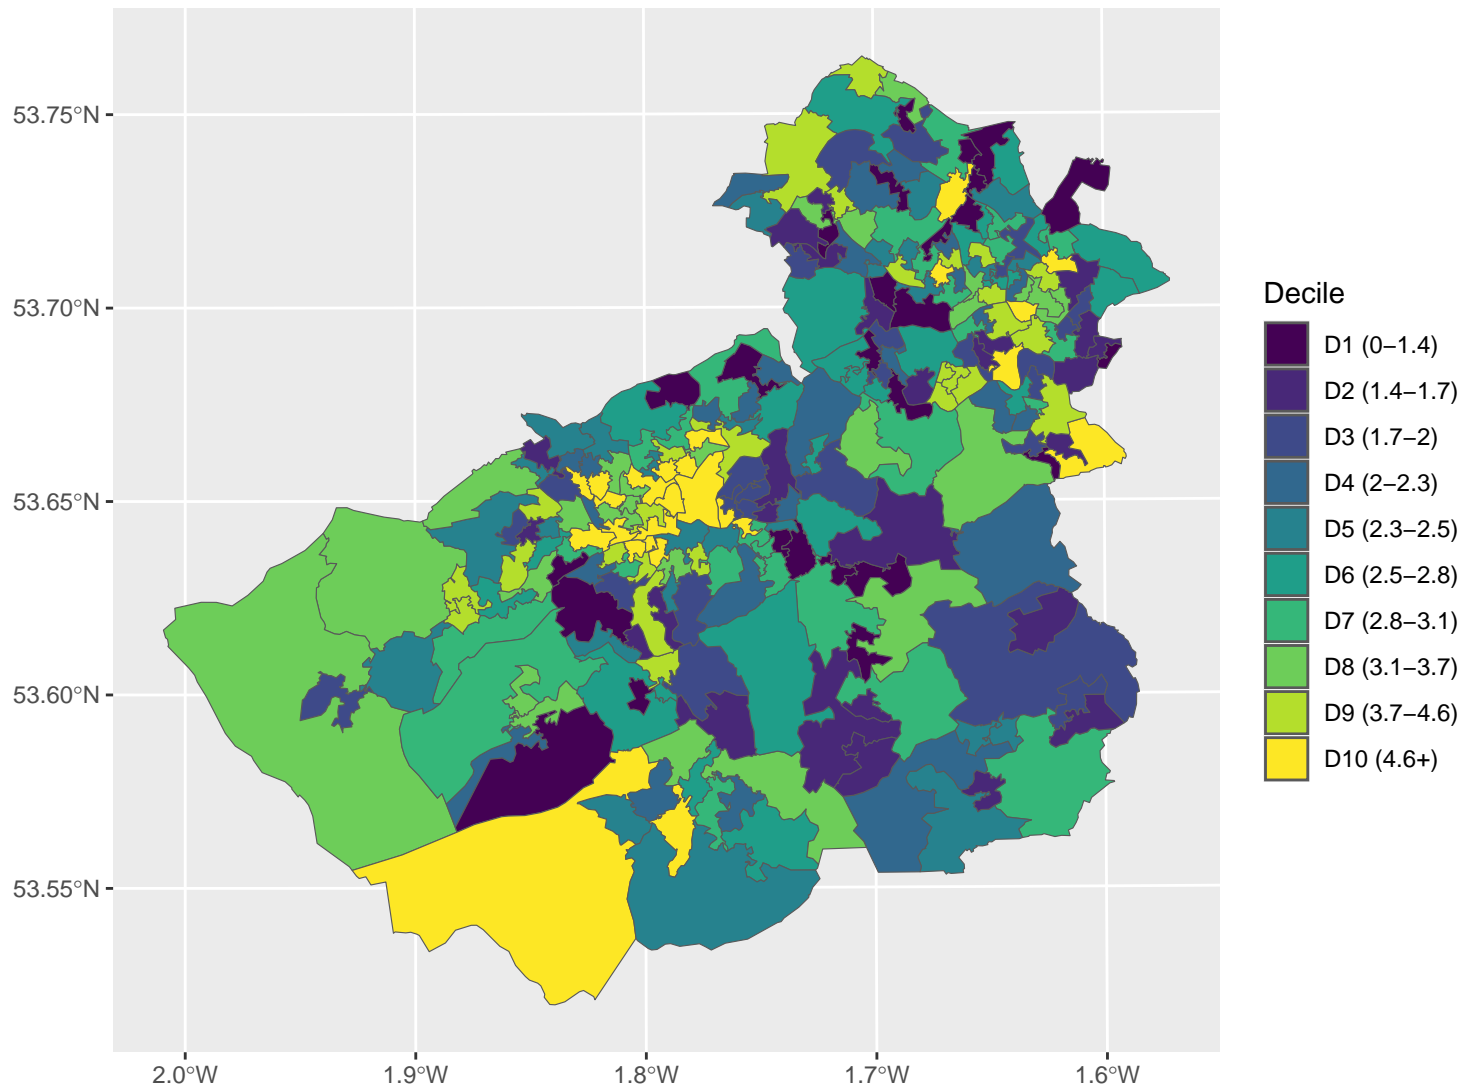 53.75°N
53.70°N
53.65°N
53.60°N
53.55°N
2.0°W
1.9°W
1.8°W
1.7°W
1.6°W
Decile
D1 (0–1.4)
D2 (1.4–1.7)
D3 (1.7–2)
D4 (2–2.3)
D5 (2.3–2.5)
D6 (2.5–2.8)
D7 (2.8–3.1)
D8 (3.1–3.7)
D9 (3.7–4.6)
D10 (4.6+)